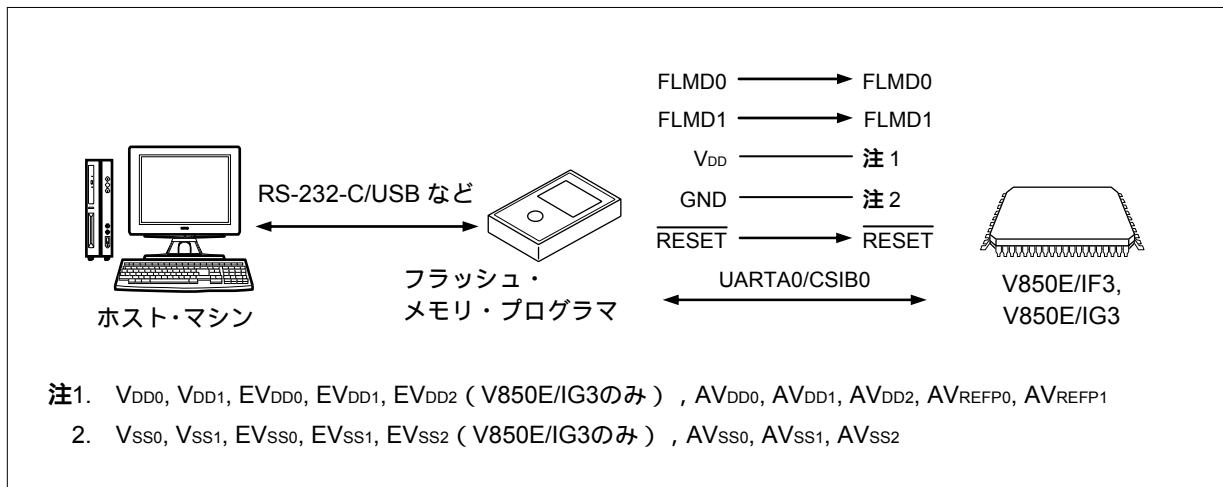 FLMD0 FLMD0
FLMD1 FLMD1
VDD 注1
GND 注2
RESET RESET
RS-232-C/USB など
UARTA0/CSIB0
ホスト・マシン
フラッシュ・
メモリ・プログラマ
V850E/IF3,
V850E/IG3
注1. VDD0, VDD1, EVDD0, EVDD1, EVDD2(V850E/IG3のみ), AVDD0, AVDD1, AVDD2, AVREFP0, AVREFP1
2. VSS0, VSS1, EVSS0, EVSS1, EVSS2(V850E/IG3のみ), AVSS0, AVSS1, AVSS2